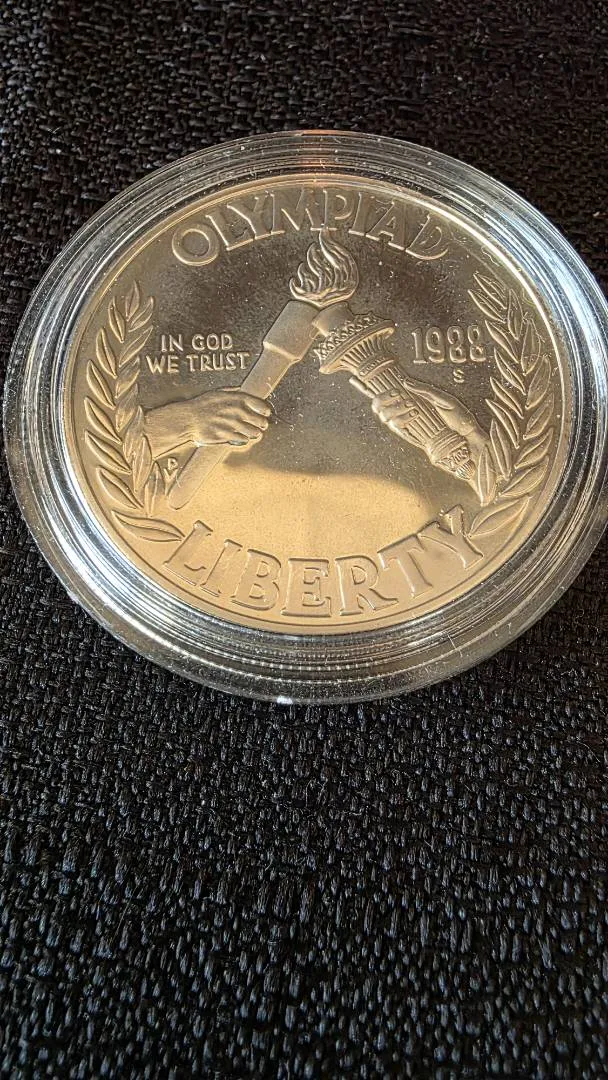 OLYMPIAD
IN GOD
WE TRUST
1988
S
LIBERTY